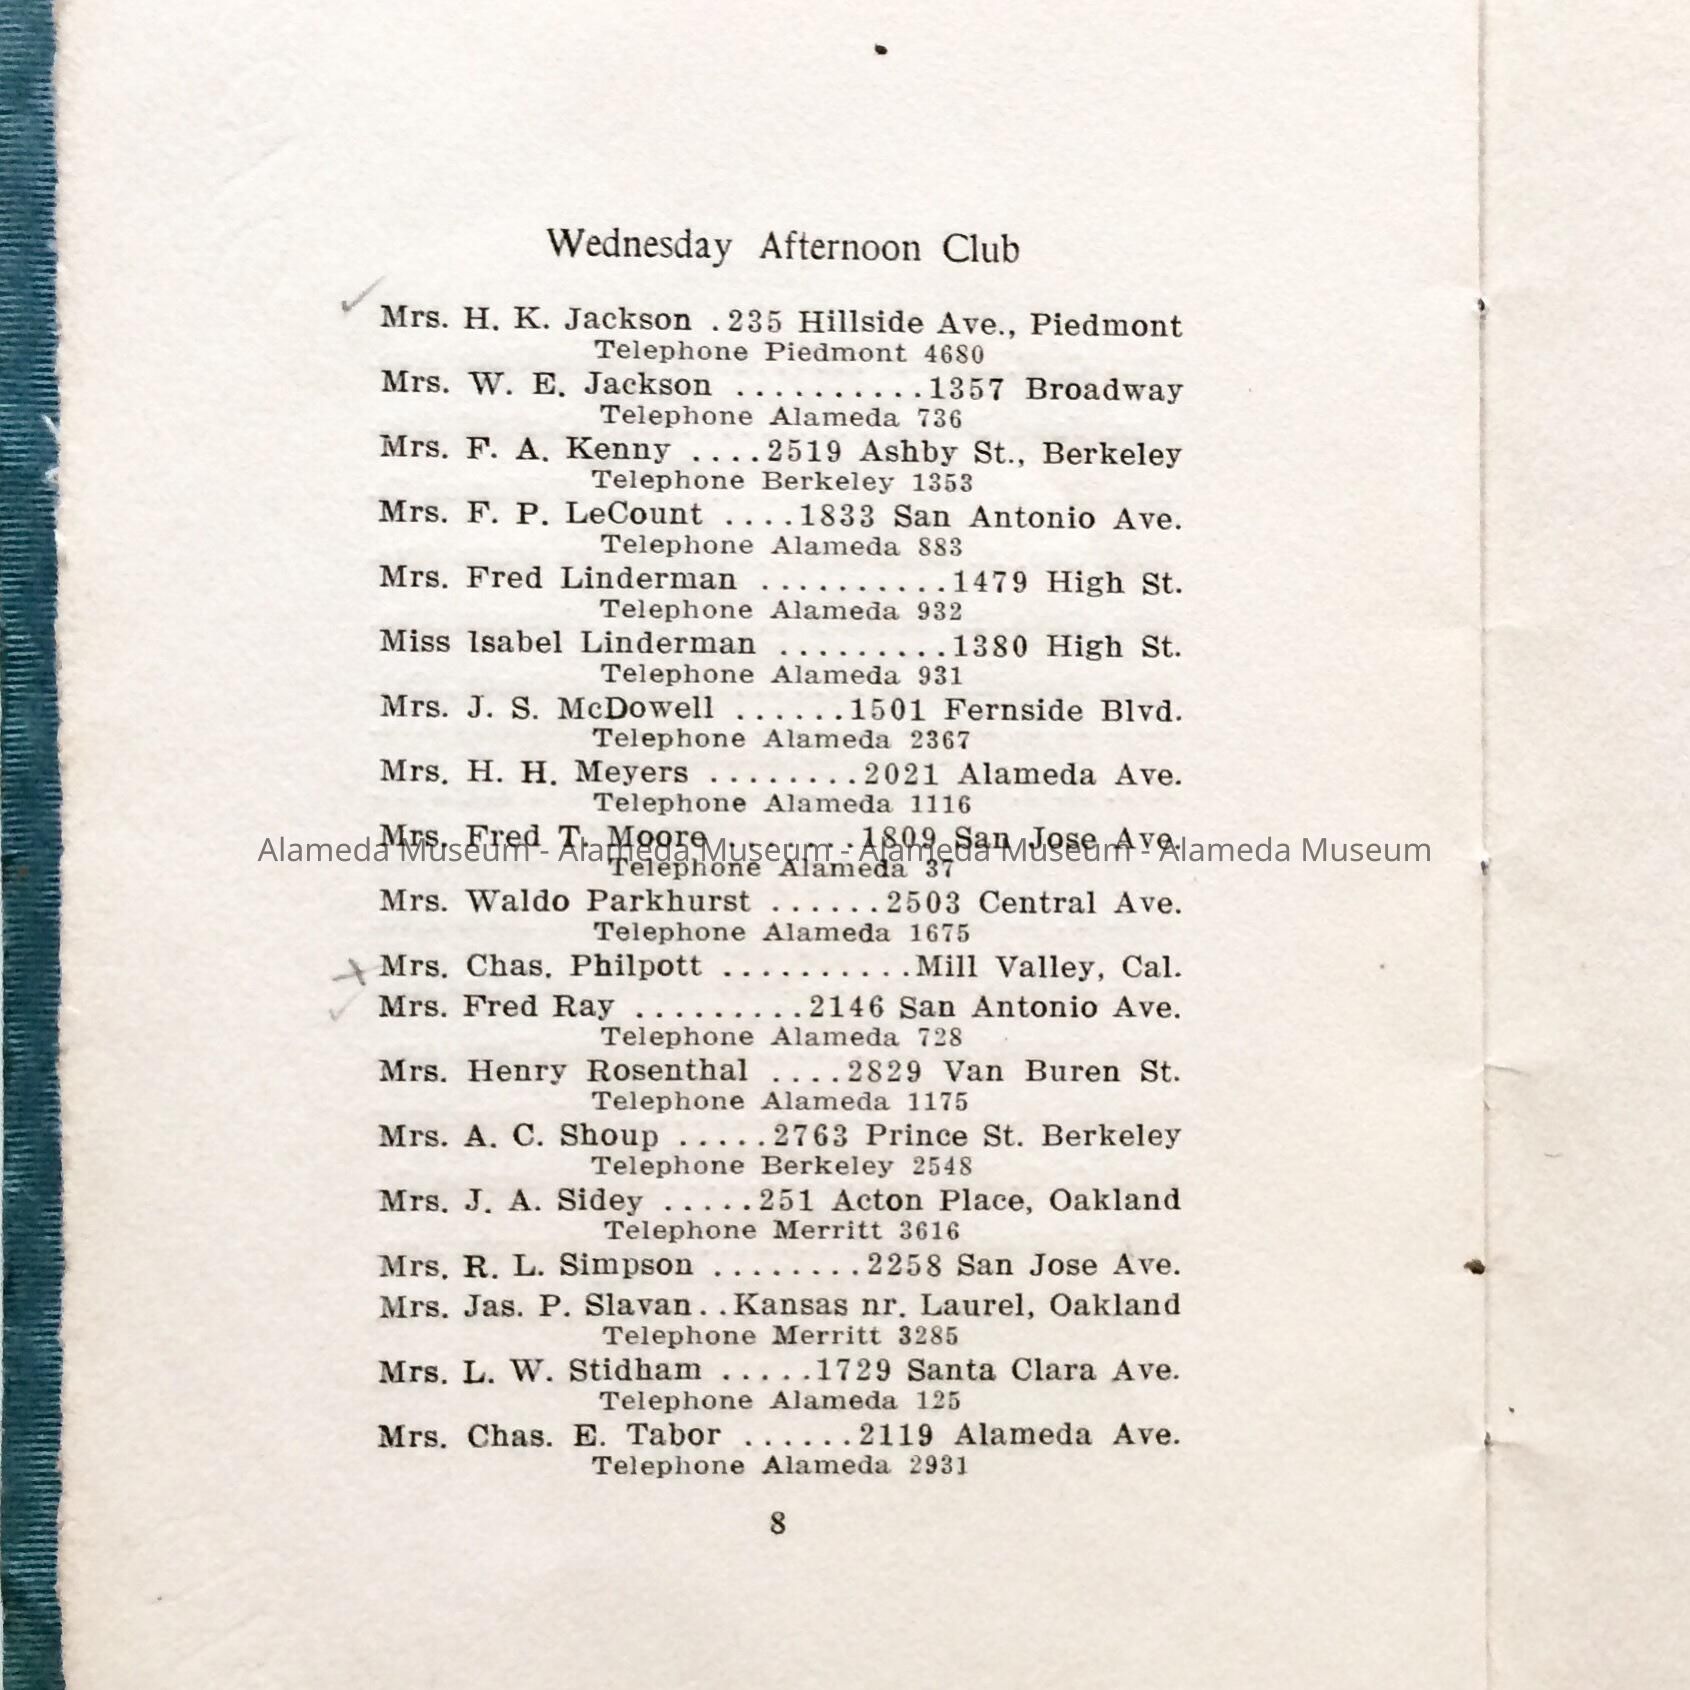 Wednesday Afternoon Club
Mrs. H. K. Jackson .235 Hillside Ave., Piedmont
Telephone Piedmont 4680
Mrs. W. E. Jackson ..........1357 Broadway
Telephone Alameda 736
Mrs. F. A. Kenny ....2519 Ashby St., Berkeley
Telephone Berkeley 1353
Mrs. F. P. LeCount ....1833 San Antonio Ave.
Telephone Alameda 883
Mrs. Fred Linderman ..........1479 High St.
Telephone Alameda 932
Miss Isabel Linderman .........1380 High St.
Telephone Alameda 931
Mrs. J. S. McDowell ......1501 Fernside Blvd.
Telephone Alameda 2367
Mrs. H. H. Meyers ........2021 Alameda Ave.
Telephone Alameda 1116
Mrs. Fred T. Moore .......1809 San Jose Ave.
Alameda Museum - Alameda Museum - Alameda Museum - Alameda Museum
Telephone Alameda 37
Mrs. Waldo Parkhurst ......2503 Central Ave.
Telephone Alameda 1675
Mrs. Chas. Philpott ..........Mill Valley, Cal.
Mrs. Fred Ray .........2146 San Antonio Ave.
Telephone Alameda 728
Mrs. Henry Rosenthal ....2829 Van Buren St.
Telephone Alameda 1175
Mrs. A. C. Shoup .....2763 Prince St. Berkeley
Telephone Berkeley 2548
Mrs. J. A. Sidey .....251 Acton Place, Oakland
Telephone Merritt 3616
Mrs. R. L. Simpson ........2258 San Jose Ave.
Mrs. Jas. P. Slavan..Kansas nr. Laurel, Oakland
Telephone Merritt 3285
Mrs. L. W. Stidham .....1729 Santa Clara Ave.
Telephone Alameda 125
Mrs. Chas. E. Tabor ......2119 Alameda Ave.
Telephone Alameda 2931
8